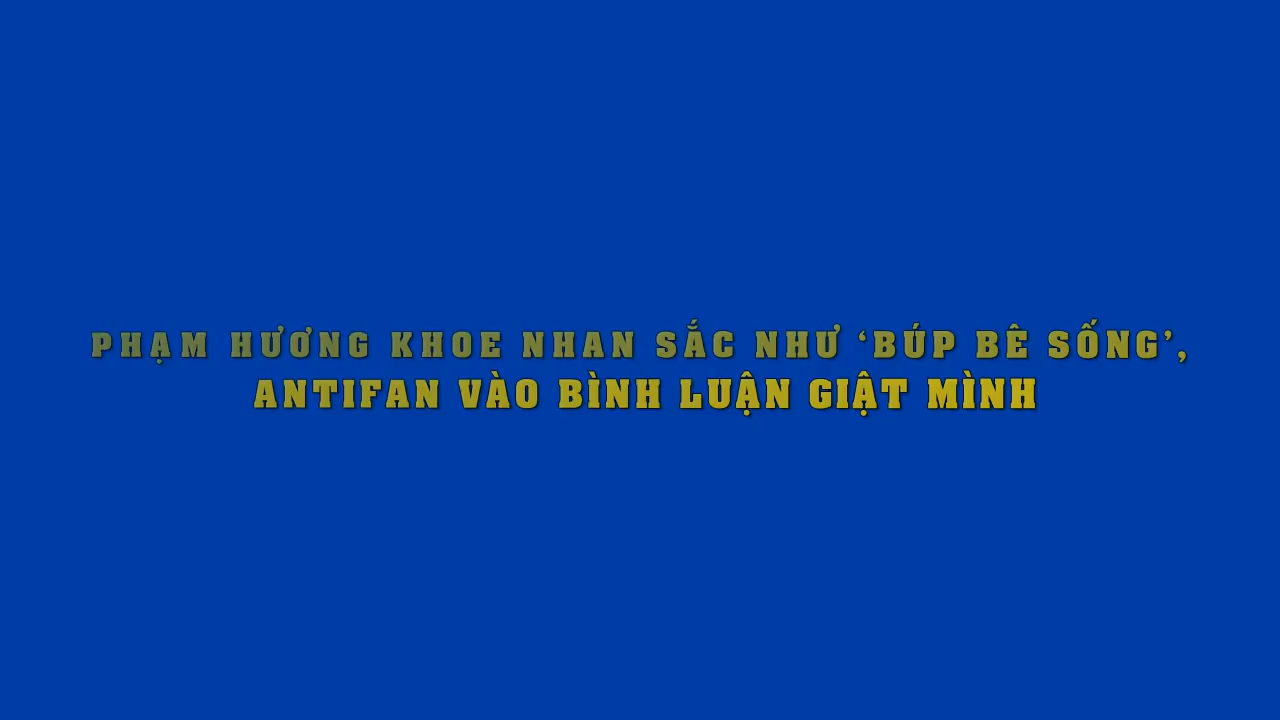 PHẠM HƯƠNG KHOE NHAN SẮC NHƯ ‘BÚP BÊ SỐNG’,
ANTIFAN VÀO BÌNH LUẬN GIẬT MÌNH